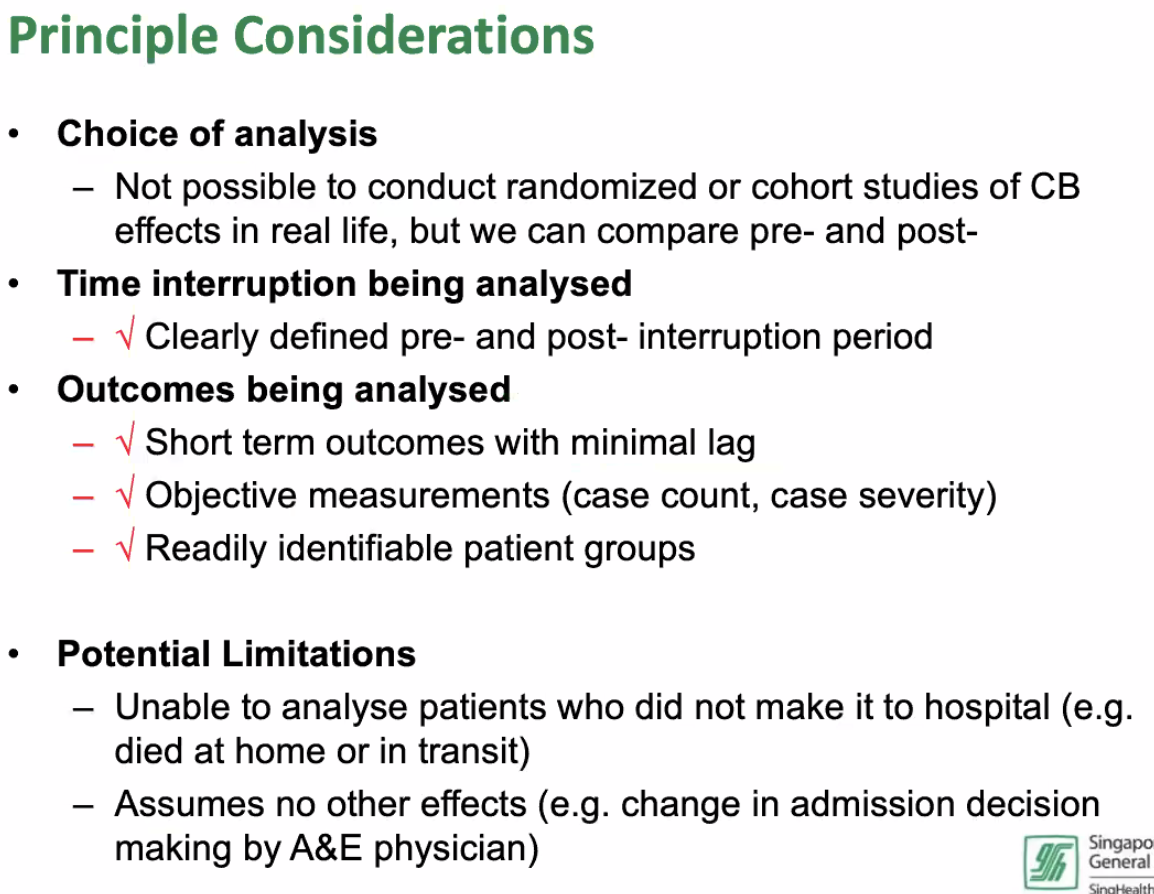 Principle Considerations
• Choice of analysis
– Not possible to conduct randomized or cohort studies of CB
effects in real life, but we can compare pre- and post-
• Time interruption being analysed
– √ Clearly defined pre- and post- interruption period
• Outcomes being analysed
– √ Short term outcomes with minimal lag
– √ Objective measurements (case count, case severity)
– √ Readily identifiable patient groups
• Potential Limitations
– Unable to analyse patients who did not make it to hospital (e.g.
died at home or in transit)
– Assumes no other effects (e.g. change in admission decision
making by A&E physician)
Singapo
General
SingHealth